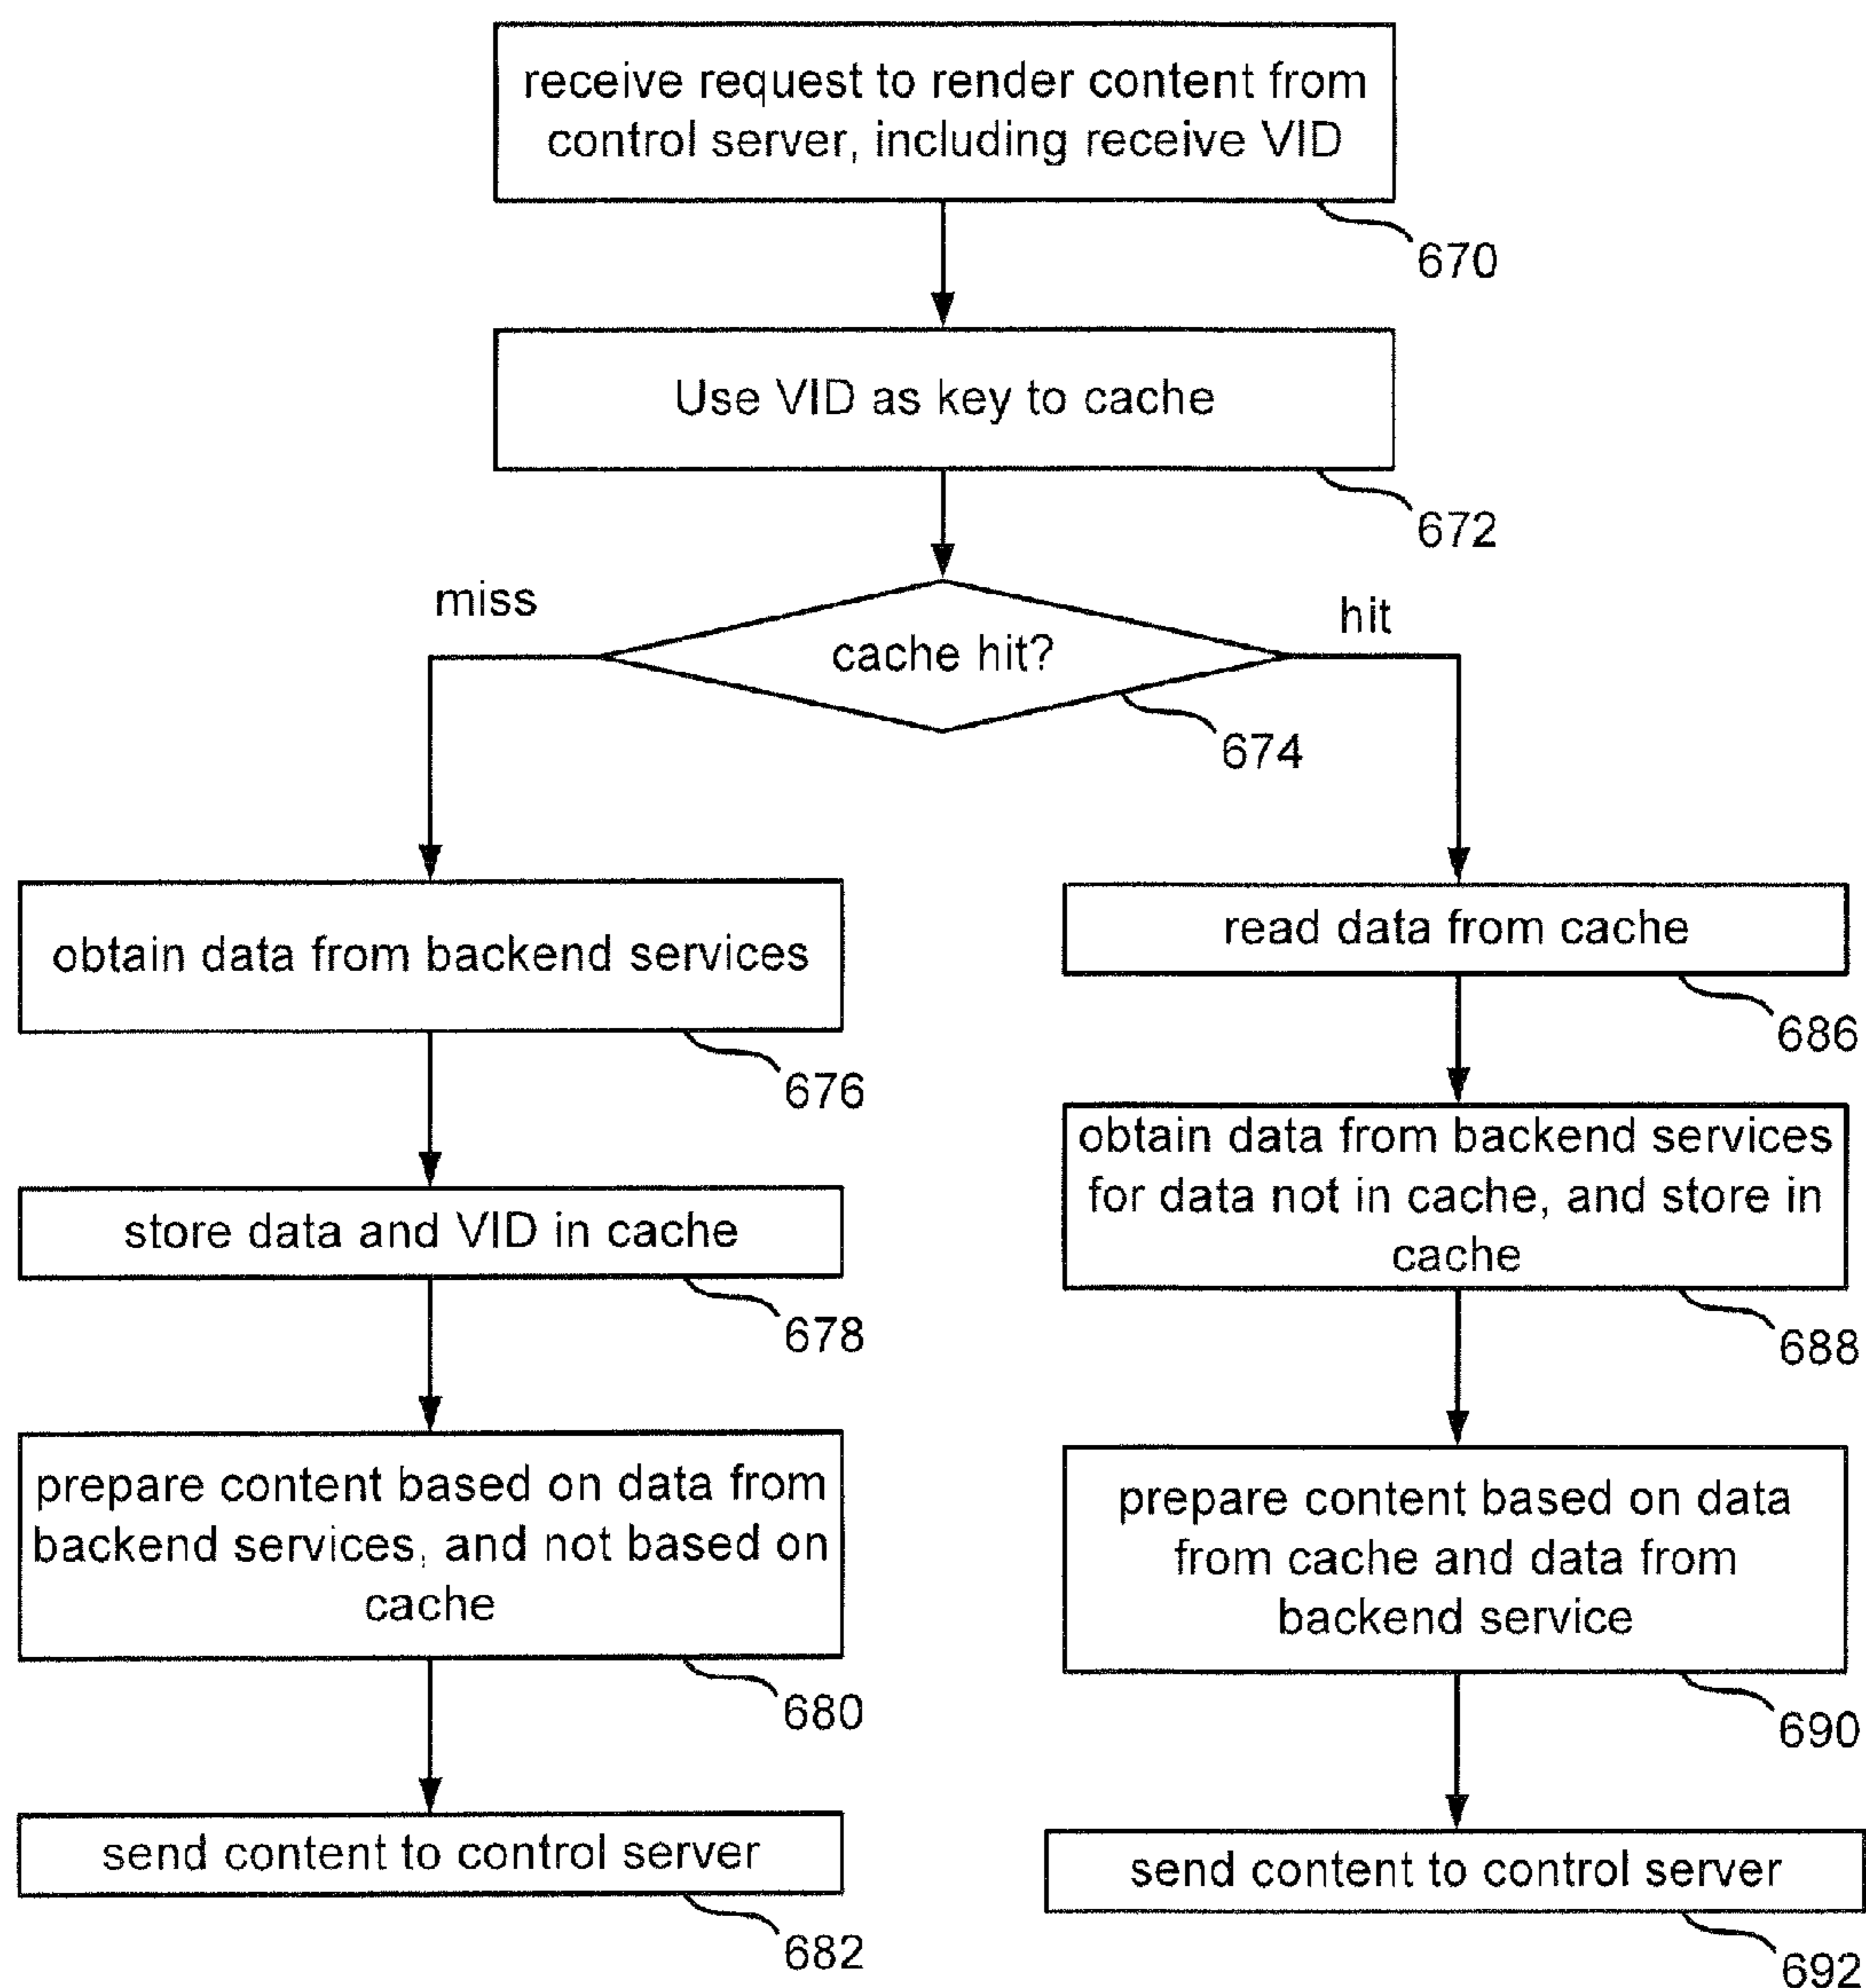 receive request to render content from
control server, including receive VID
670
Use VID as key to cache
672
miss
hit
cache hit?
674
obtain data from backend services
676
store data and VID in cache
678
prepare content based on data from
backend services, and not based on
cache
680
send content to control server
682
read data from cache
686
obtain data from backend services
for data not in cache, and store in
cache
688
prepare content based on data
from cache and data from
backend service
690
send content to control server
692